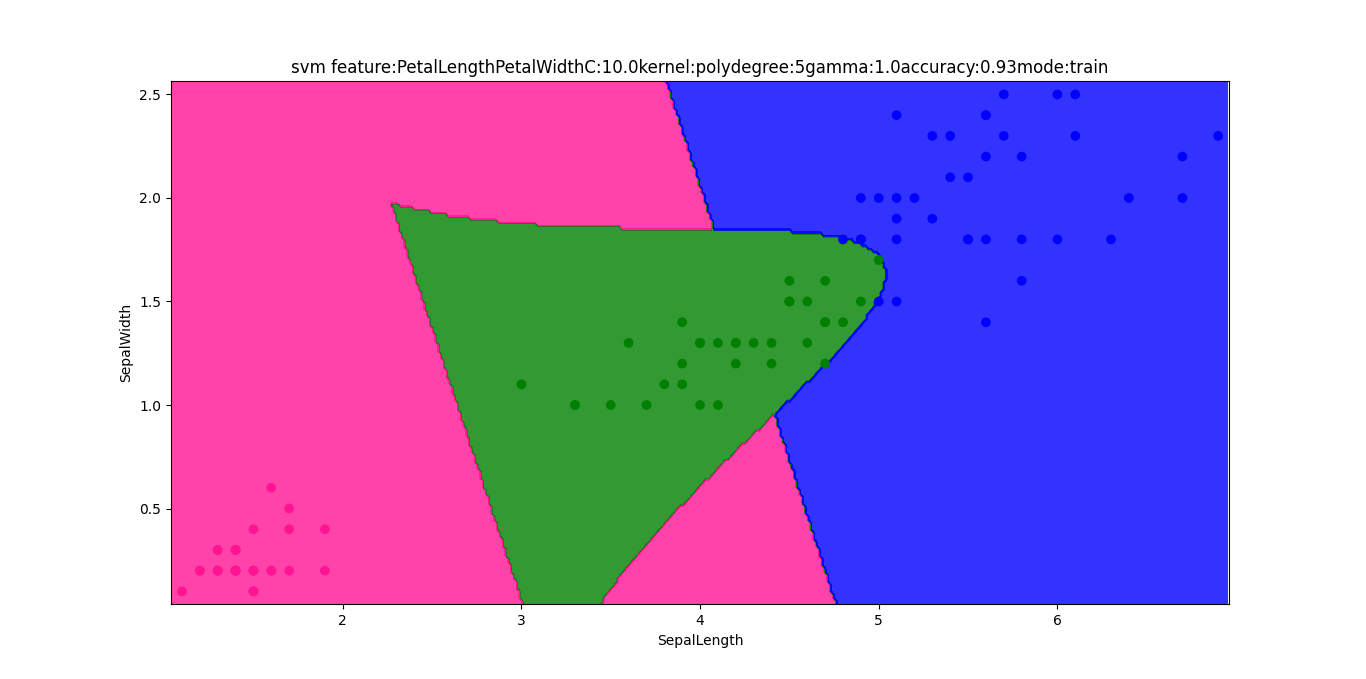 svm feature:PetalLengthPetalWidthC:10.0kernel:polydegree:5gamma:1.0accuracy:0.93mode:train
2.5
2.0
1.5
1.0
0.5
SepalWidth
2 3 4 5 6
SepalLength